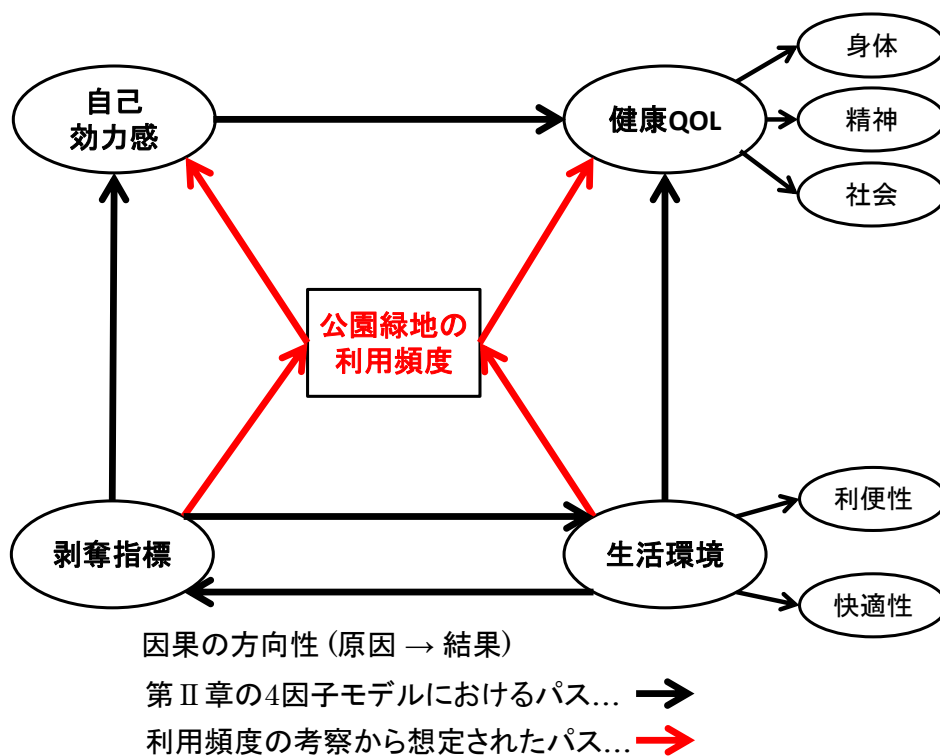 自己
効力感
健康QOL
身体
精神
社会
公園緑地の
利用頻度
剥奪指標
生活環境
利便性
快適性
因果の方向性 (原因 → 結果)
第Ⅱ章の4因子モデルにおけるパス…
利用頻度の考察から想定されたパス…